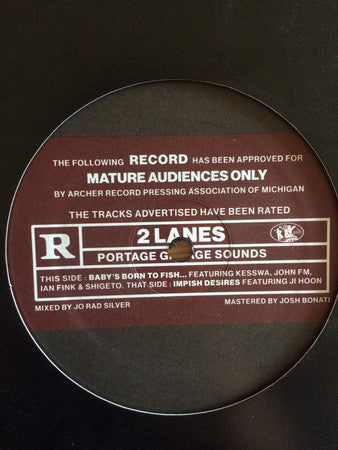 THE FOLLOWING RECORD HAS BEEN APPROVED FOR
MATURE AUDIENCES ONLY
BY ARCHER RECORD PRESSING ASSOCIATION OF MICHIGAN
THE TRACKS ADVERTISED HAVE BEEN RATED
R
2 LANES
PORTAGE GARAGE SOUNDS
THIS SIDE : BABY'S BORN TO FISH... FEATURING KESSWA, JOHN FM,
IAN FINK & SHIGETO. THAT SIDE : IMPISH DESIRES FEATURING JI HOON
MIXED BY JO RAD SILVER
MASTERED BY JOSH BONATI